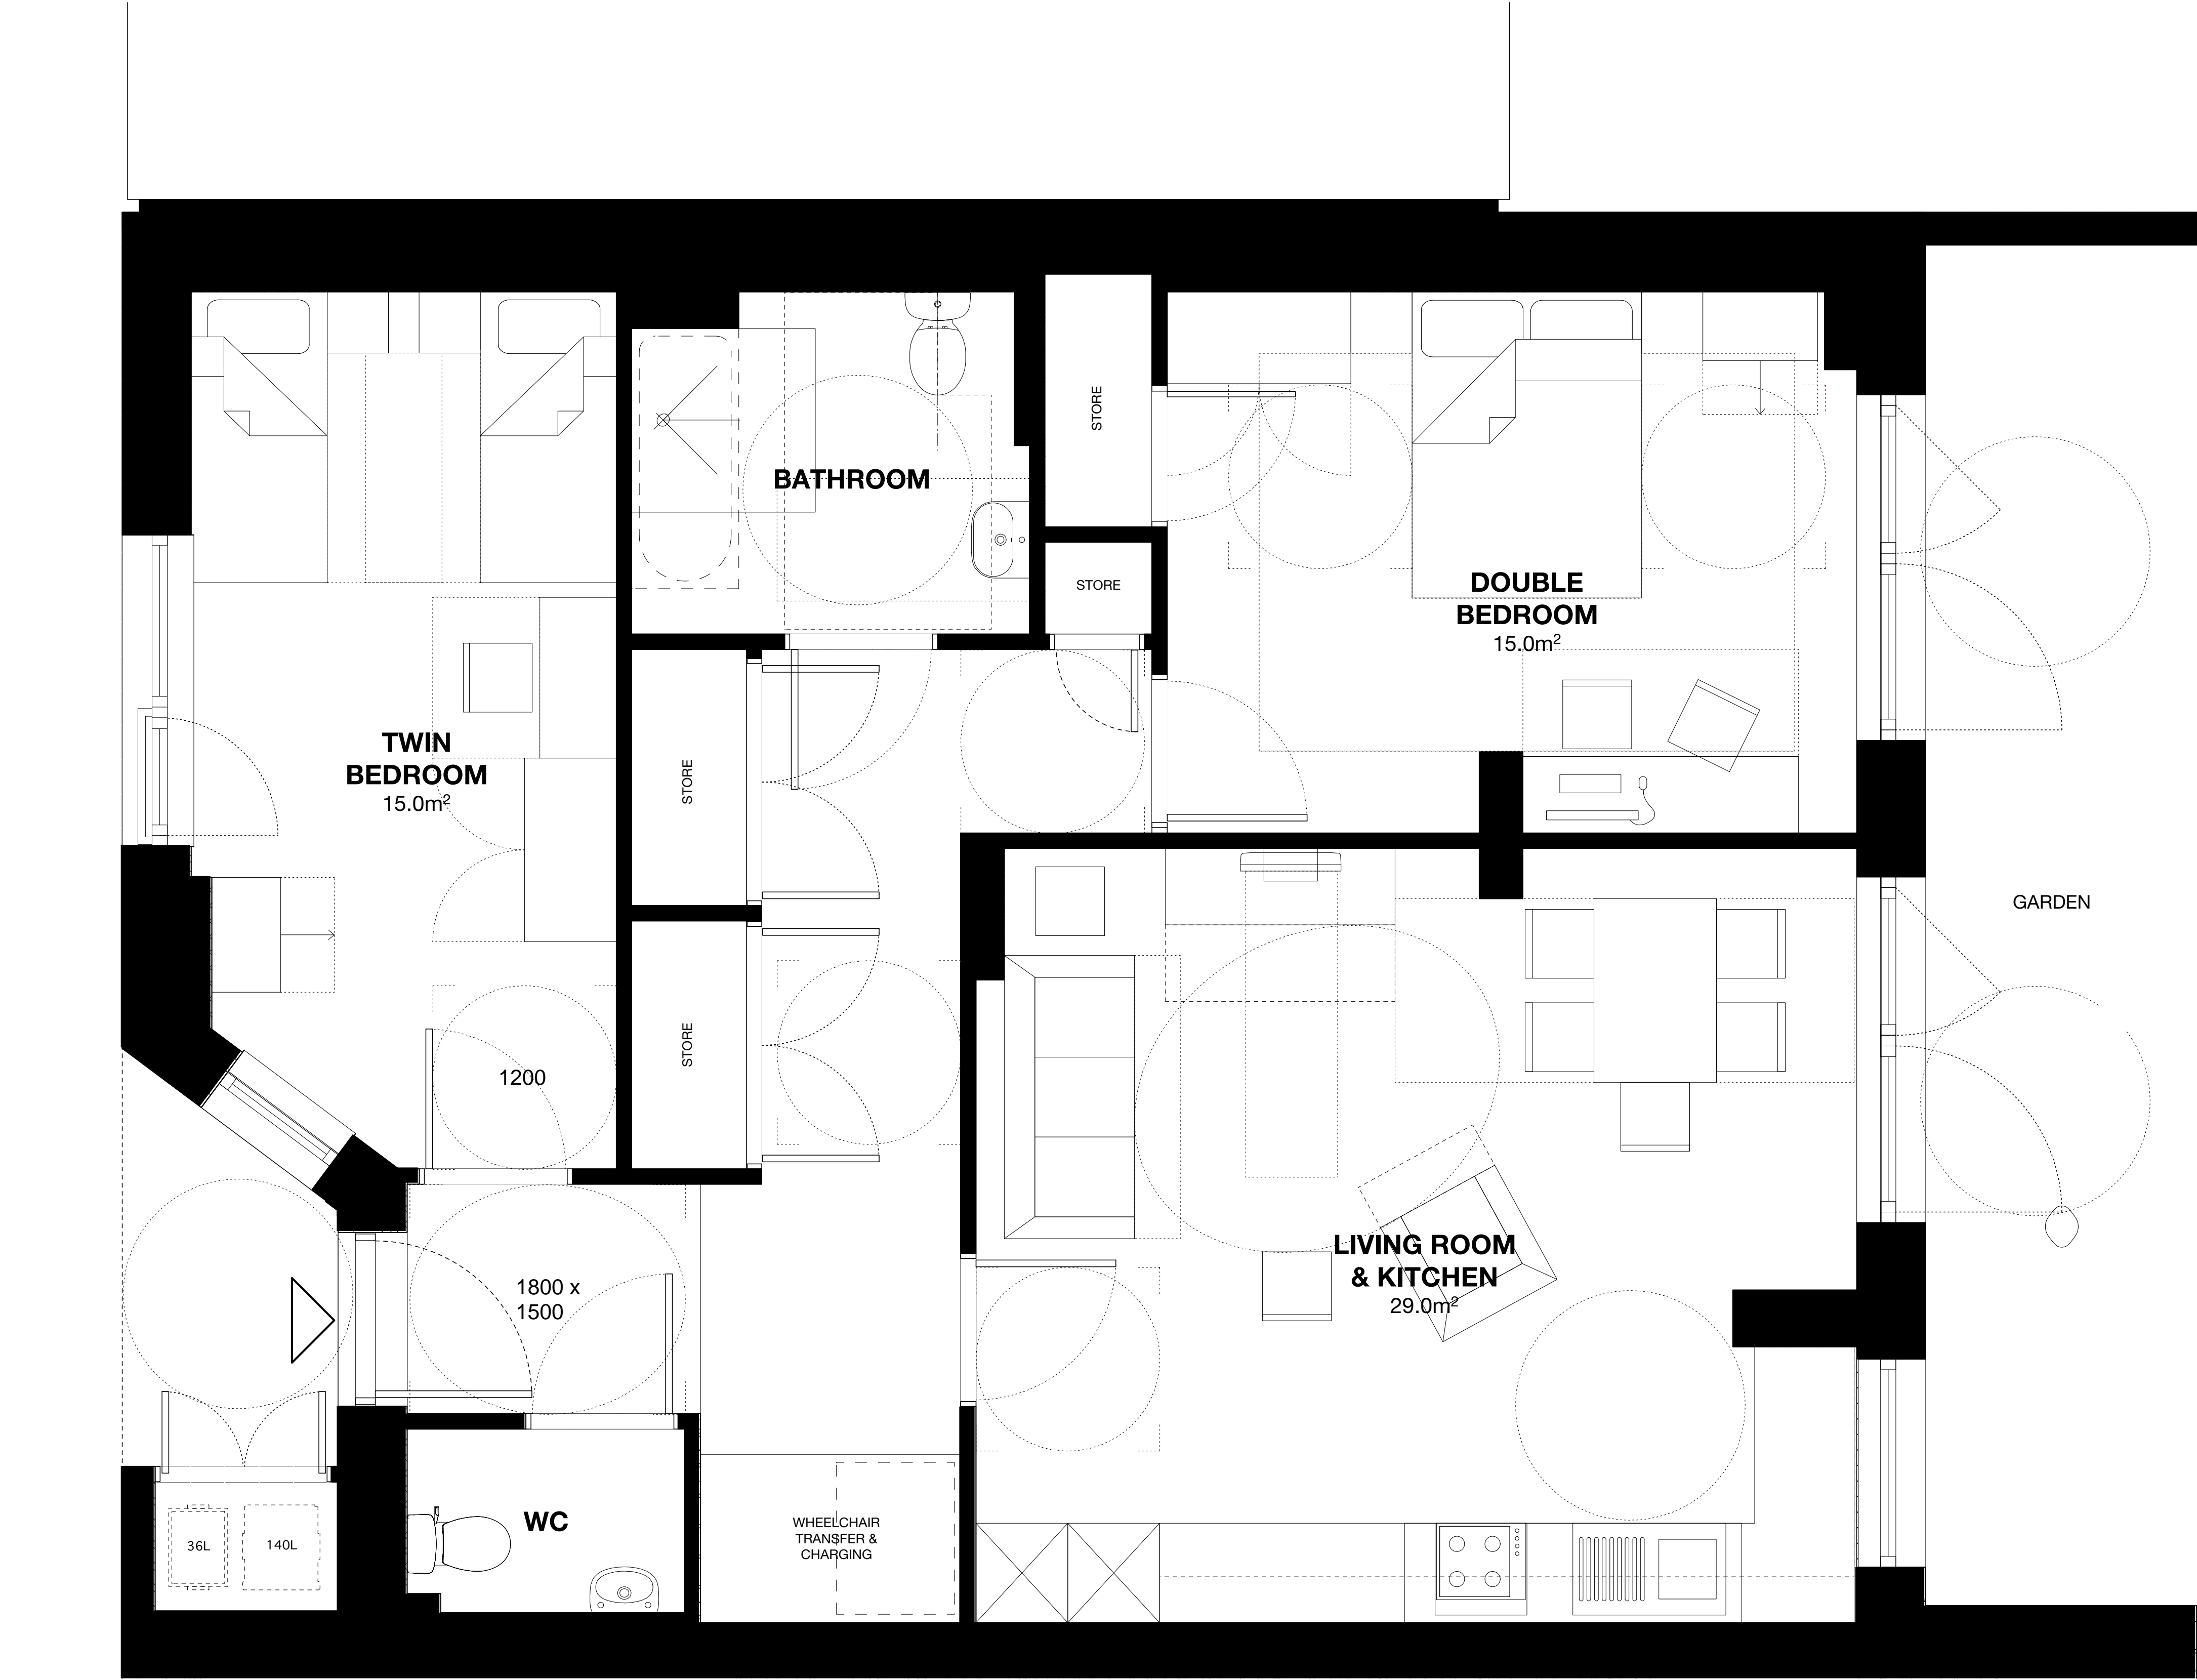 STORE
BATHROOM
STORE
DOUBLE
BEDROOM
15.0m²
TWIN
BEDROOM
15.0m²
STORE
GARDEN
STORE
1200
LIVING ROOM
& KITCHEN
29.0m²
1800 x
1500
WC
WHEELCHAIR
TRANSFER &
CHARGING
36L
140L